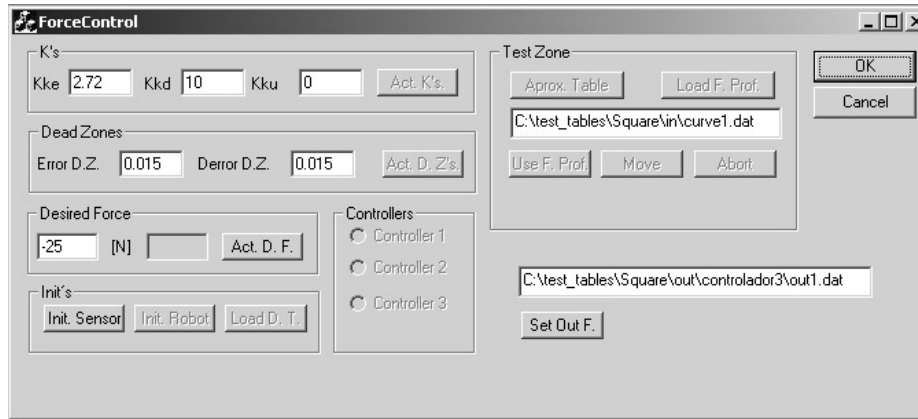 ForceControl
K's
Kke 2.72 Kkd 10 Kku 0 Act. K's.
Dead Zones
Error D.Z. 0.015 Derror D.Z. 0.015 Act. D. Z's.
Desired Force
-25 [N] Act. D. F.
Init´s
Init. Sensor Init. Robot Load D. T.
Controllers
Controller 1
Controller 2
Controller 3
Test Zone
Aprox. Table Load F. Prof.
C:\test_tables\Square\in\curve1.dat
Use F. Prof. Move Abort
C:\test_tables\Square\out\controlador3\out1.dat
Set Out F.
OK
Cancel